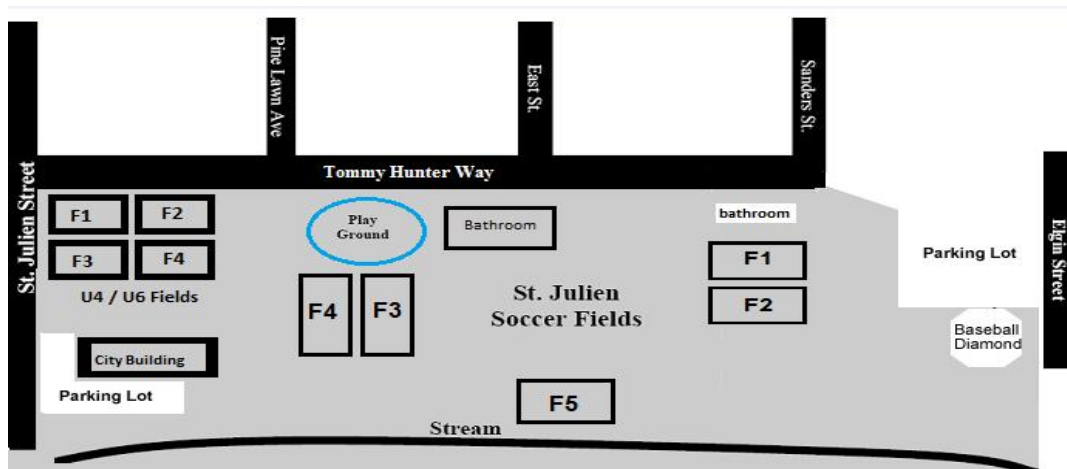 Pine Lawn Ave
East St.
Sanders St.
St. Julien Street
Tommy Hunter Way
Elgin Street
F1
F2
F3
F4
U4 / U6 Fields
Play
Ground
Bathroom
bathroom
F1
F2
Parking Lot
F4
F3
St. Julien
Soccer Fields
Baseball
Diamond
City Building
Parking Lot
F5
Stream